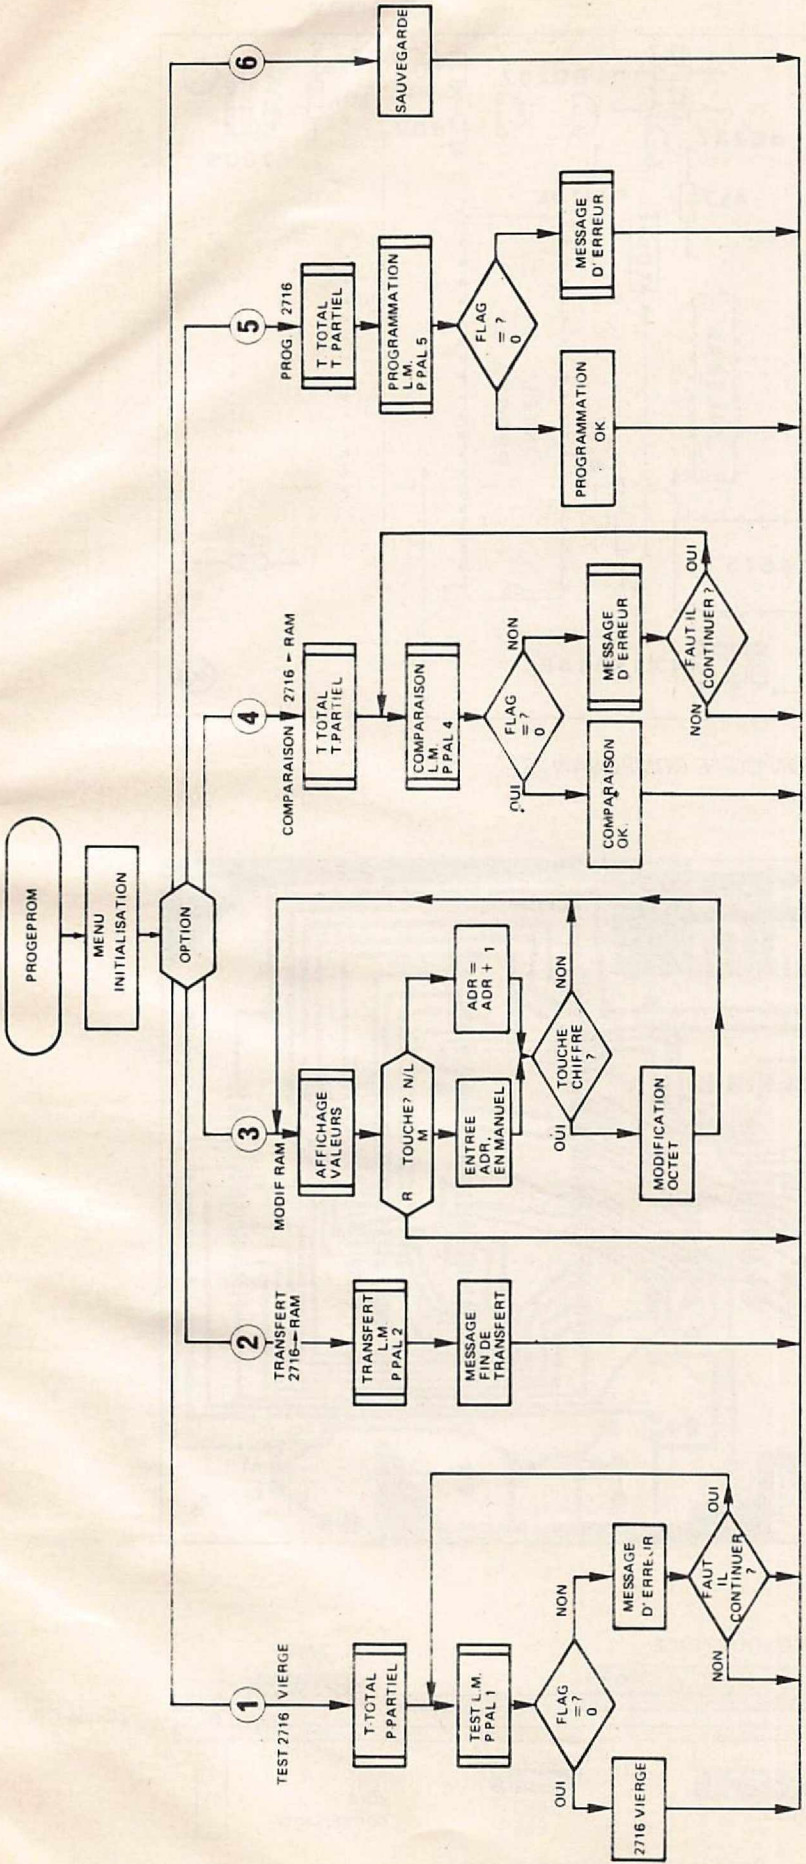 PROGEPROM
MENU
INITIALISATION
OPTION
1
TEST 2716 VIERGE
T.TOTAL
P.PARTIEL
TEST L.M.
P PAL 1
FLAG
= ?
0
OUI
NON
2716 VIERGE
MESSAGE
D'ERREUR
FAUT
IL
CONTINUER
?
NON
OUI
2
TRANSFERT
2716 → RAM
TRANSFERT
L.M
P PAL 2
MESSAGE
FIN DE
TRANSFERT
3
MODIF RAM
AFFICHAGE
VALEURS
R TOUCHE? N/L
M
ENTREE
ADR.
EN MANUEL
ADR =
ADR + 1
TOUCHE
CHIFFRE
?
OUI
NON
MODIFICATION
OCTET
4
COMPARAISON 2716 ← RAM
T TOTAL
T.PARTIEL
COMPARAISON
L.M.
P PAL 4
FLAG
= ?
0
OUI
NON
COMPARAISON
OK.
MESSAGE
D'ERREUR
FAUT IL
CONTINUER ?
NON
OUI
5
PROG. 2716
T TOTAL
T PARTIEL
PROGRAMMATION
L.M.
P PAL 5
FLAG
= ?
0
PROGRAMMATION
OK
MESSAGE
D'ERREUR
6
SAUVEGARDE